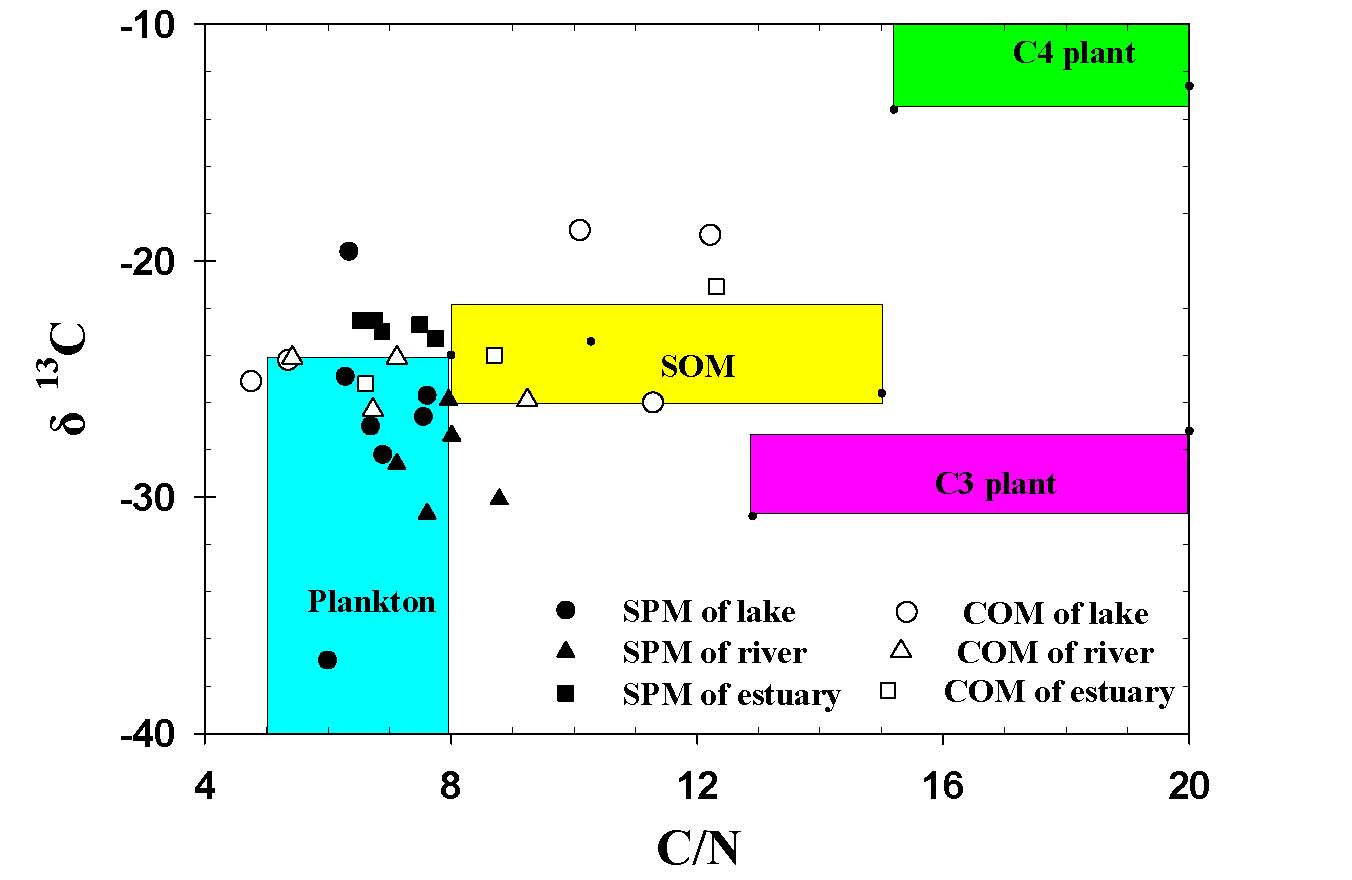 -10
C4 plant
-20
δ ¹³C
SOM
-30
C3 plant
Plankton
SPM of lake COM of lake
SPM of river COM of river
SPM of estuary COM of estuary
-40
4 8 12 16 20
C/N